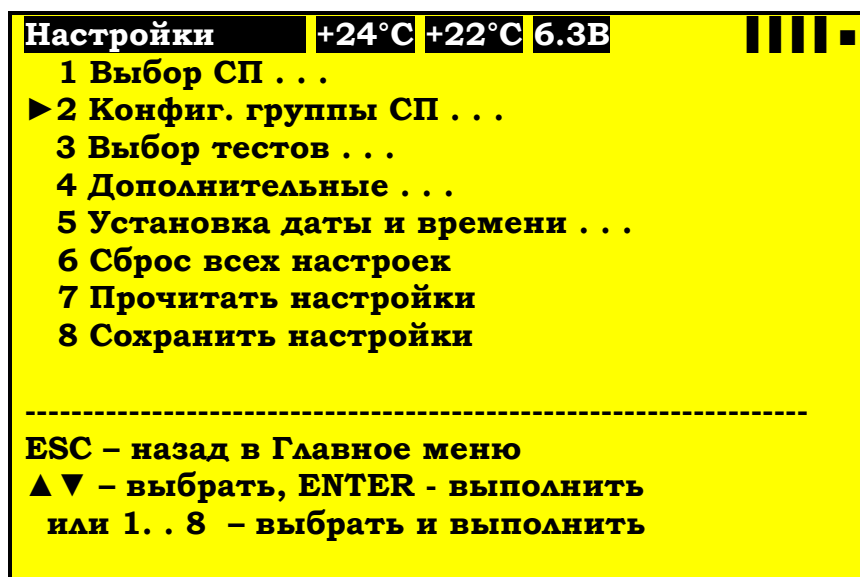 Настройки +24°C +22°C 6.3В
1 Выбор СП . . .
►2 Конфиг. группы СП . . .
3 Выбор тестов . . .
4 Дополнительные . . .
5 Установка даты и времени . . .
6 Сброс всех настроек
7 Прочитать настройки
8 Сохранить настройки
--------------------------------------------------------------------
ESC – назад в Главное меню
▲▼ – выбрать, ENTER - выполнить
или 1. . 8 – выбрать и выполнить